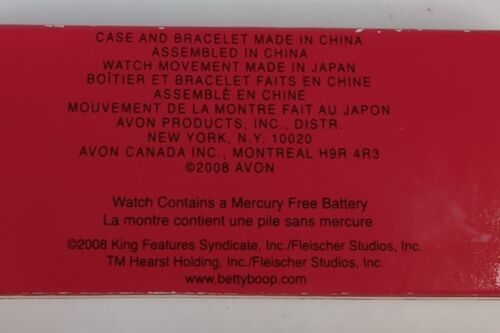 CASE AND BRACELET MADE IN CHINA
ASSEMBLED IN CHINA
WATCH MOVEMENT MADE IN JAPAN
BOÎTIER ET BRACELET FAITS EN CHINE
ASSEMBLÉ EN CHINE
MOUVEMENT DE LA MONTRE FAIT AU JAPON
AVON PRODUCTS, INC., DISTR.
NEW YORK, N.Y. 10020
AVON CANADA INC., MONTREAL H9R 4R3
©2008 AVON
Watch Contains a Mercury Free Battery
La montre contient une pile sans mercure
©2008 King Features Syndicate, Inc./Fleischer Studios, Inc.
TM Hearst Holding, Inc./Fleischer Studios, Inc.
www.bettyboop.com